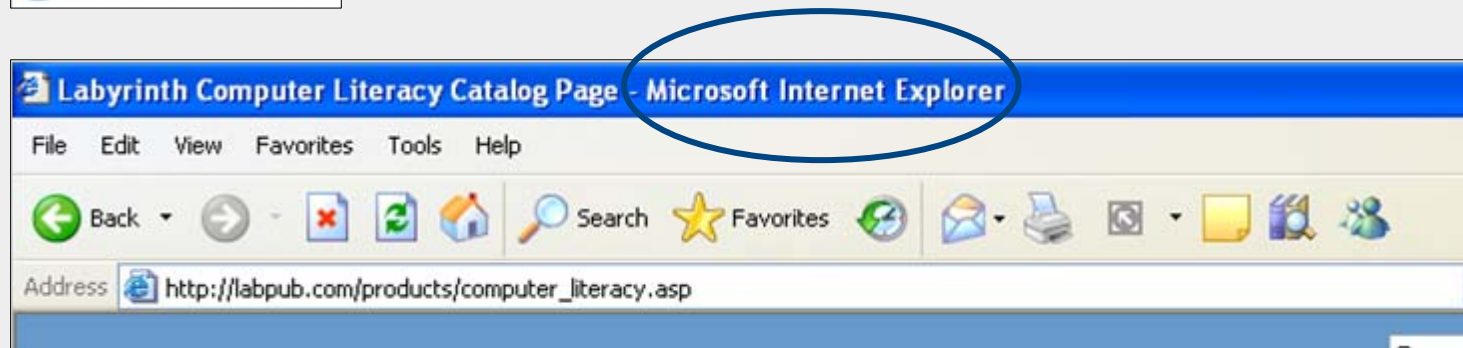 Labyrinth Computer Literacy Catalog Page - Microsoft Internet Explorer
File Edit View Favorites Tools Help
Back Search Favorites
Address http://labpub.com/products/computer_literacy.asp